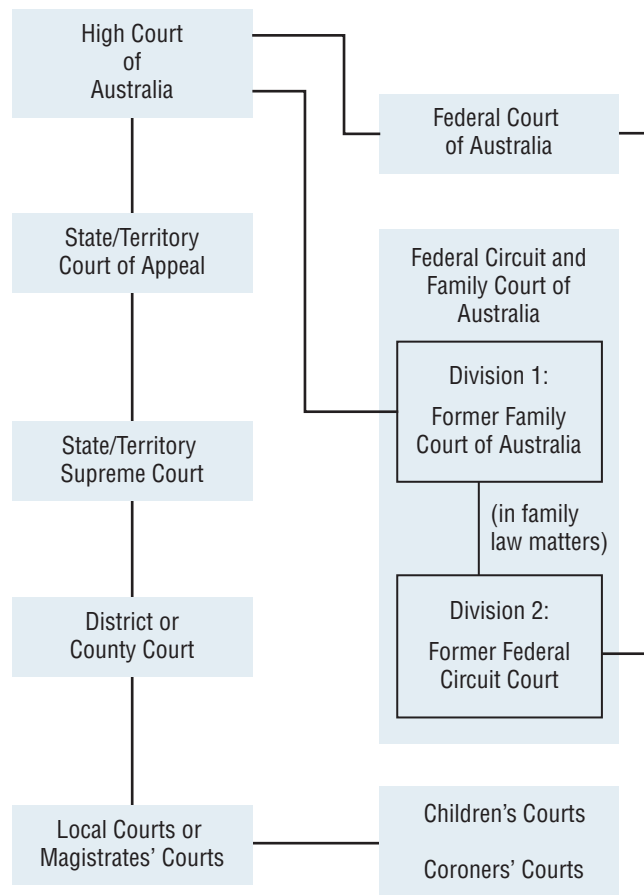 High Court
of
Australia
Federal Court
of Australia
State/Territory
Court of Appeal
Federal Circuit and
Family Court of
Australia
Division 1:
Former Family
Court of Australia
State/Territory
Supreme Court
(in family
law matters)
District or
County Court
Division 2:
Former Federal
Circuit Court
Local Courts or
Magistrates' Courts
Children's Courts
Coroners' Courts